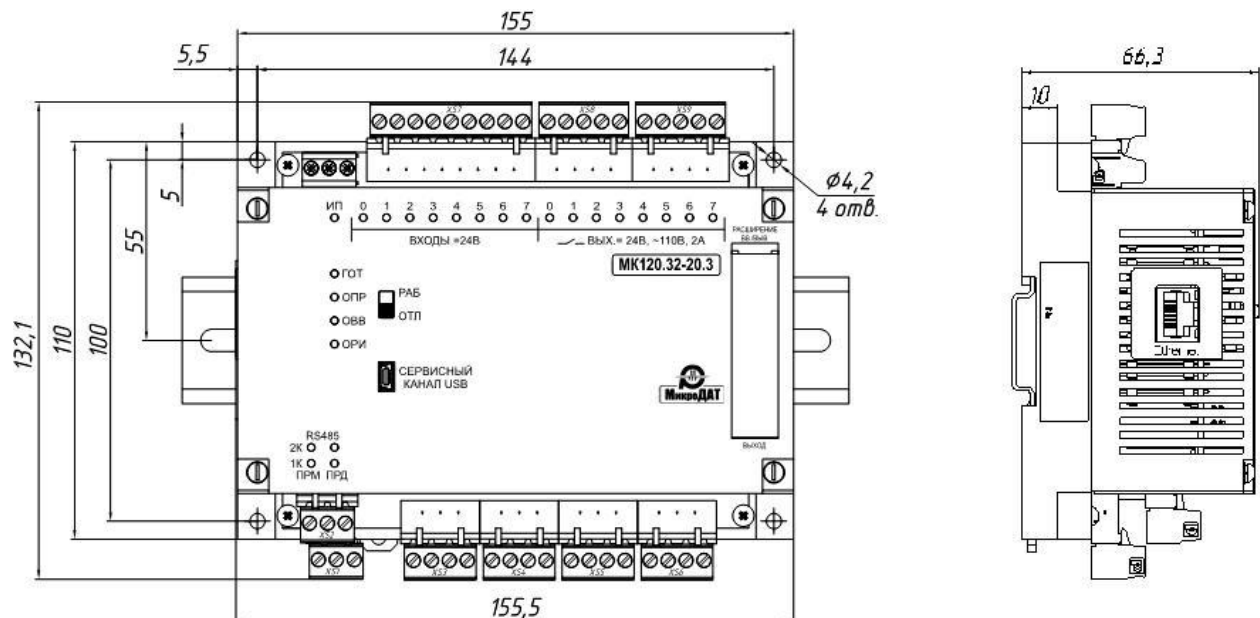 155
5,5
144
66,3
10
XS7
XS8
XS9
Ø4,2
4 отв.
5
55
ИП
0 1 2 3 4 5 6 7 0 1 2 3 4 5 6 7
ВХОДЫ =24В
ВЫХ.= 24В, ~110В, 2А
РАСШИРЕНИЕ
МК120.32-20.3
ГОТ
ОПР
РАБ
ОВВ
ОТЛ
ОРИ
132,1
110
100
СЕРВИСНЫЙ
КАНАЛ USB
МикроДАТ
ВЫХОД
RS485
2К
1К
ПРМ ПРД
XS2
XS1
XS3
XS4
XS5
XS6
155,5